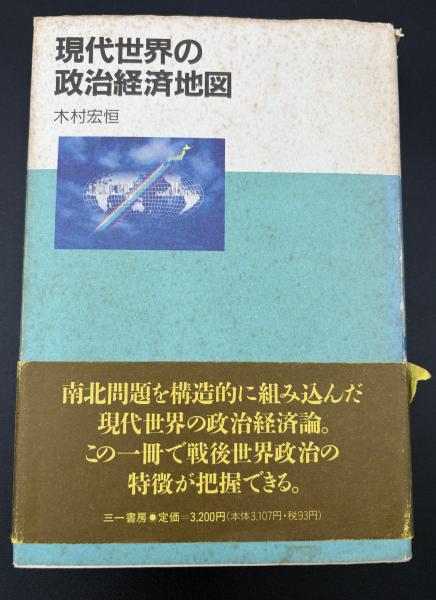 現代世界の
政治経済地図
木村宏恒
南北問題を構造的に組み込んだ
現代世界の政治経済論。
この一冊で戦後世界政治の
特徴が把握できる。
三一書房●定価=3,200円(本体3,107円・税93円)